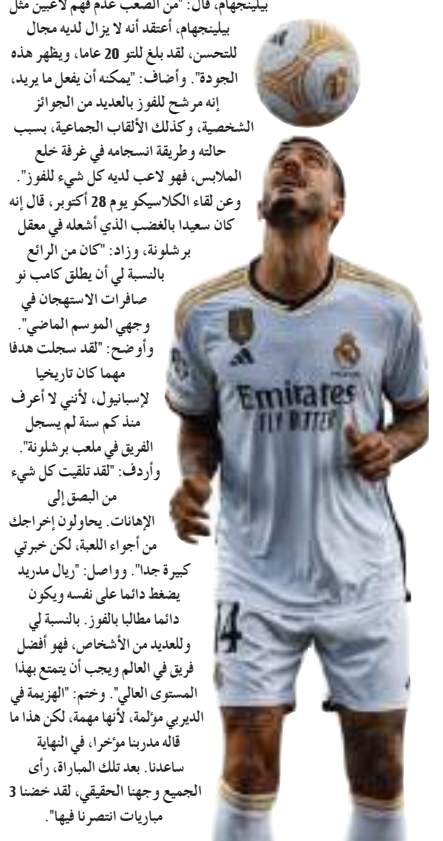 بيلينجهام، قال: "من الصعب عدم فهم لاعبين مثل
بيلينجهام، أعتقد أنه لا يزال لديه مجال
للتحسن، لقد بلغ للتو 20 عاما، ويظهر هذه
الجودة". وأضاف: "يمكنه أن يفعل ما يريد،
إنه مرشح للفوز بالعديد من الجوائز
الشخصية، وكذلك الألقاب الجماعية، بسبب
حالته وطريقة انسجامه في غرفة خلع
الملابس، فهو لاعب لديه كل شيء للفوز".
وعن لقاء الكلاسيكو يوم 28 أكتوبر، قال إنه
كان سعيدا بالغضب الذي أشعله في معقل
برشلونة، وزاد: "كان من الرائع
بالنسبة لي أن يطلق كامب نو
صافرات الاستهجان في
وجهي الموسم الماضي".
وأوضح: "لقد سجلت هدفا
مهما كان تاريخيا
لإسبانيول، لأنني لا أعرف
منذ كم سنة لم يسجل
الفريق في ملعب برشلونة".
وأردف: "لقد تلقيت كل شيء
من البصق إلى
الإهانات. يحاولون إخراجك
من أجواء اللعبة، لكن خبرتي
كبيرة جدا". وواصل: "ريال مدريد
يضغط دائما على نفسه ويكون
دائما مطالبا بالفوز. بالنسبة لي
وللعديد من الأشخاص، فهو أفضل
فريق في العالم ويجب أن يتمتع بهذا
المستوى العالي". وختم: "الهزيمة في
الديربي مؤلمة، لأنها مهمة، لكن هذا ما
قاله مدربنا مؤخرا، في النهاية
ساعدنا. بعد تلك المباراة، رأى
الجميع وجهنا الحقيقي، لقد خضنا 3
مباريات انتصرنا فيها".
Emirates
FLY BETTER
14